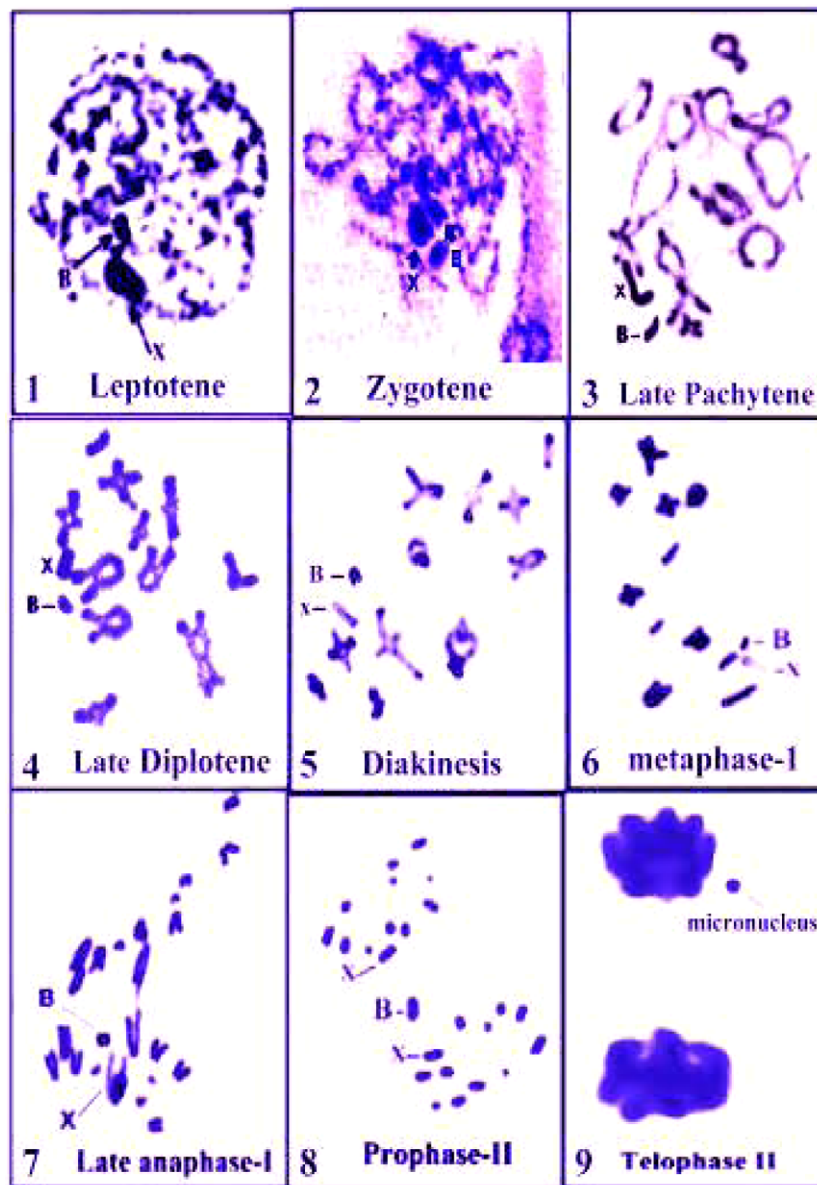 B
X
1 Leptotene
X
B
2 Zygotene
X
B-
3 Late Pachytene
X
B-
4 Late Diplotene
B-
x-
5 Diakinesis
- B
-x
6 metaphase-1
B
X
7 Late anaphase-I
X
B-
X
8 Prophase-II
micronucleus
9 Telophase II